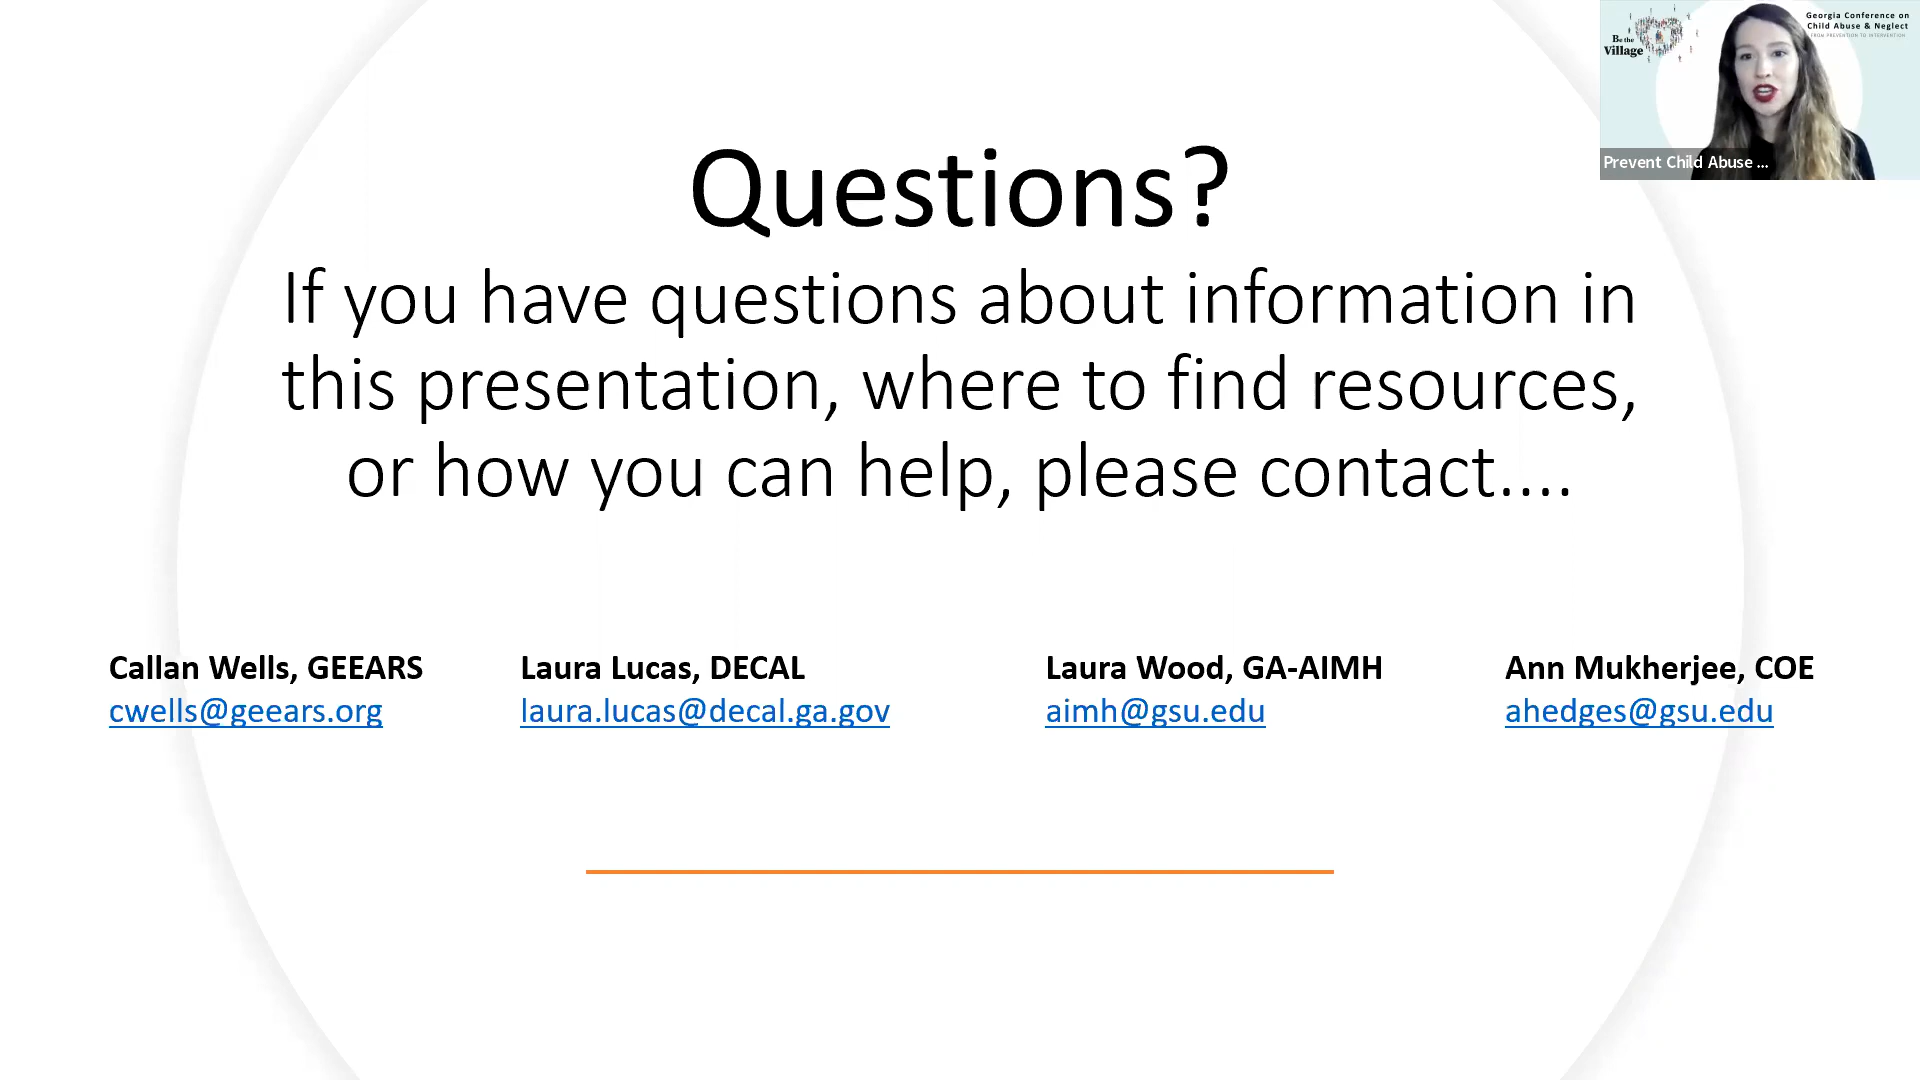 Georgia Conference on
Child Abuse & Neglect
FROM PREVENTION TO INTERVENTION
Be the
Village
Prevent Child Abuse ...
Questions?
If you have questions about information in
this presentation, where to find resources,
or how you can help, please contact....
Callan Wells, GEEARS
cwells@geears.org
Laura Lucas, DECAL
laura.lucas@decal.ga.gov
Laura Wood, GA-AIMH
aimh@gsu.edu
Ann Mukherjee, COE
ahedges@gsu.edu